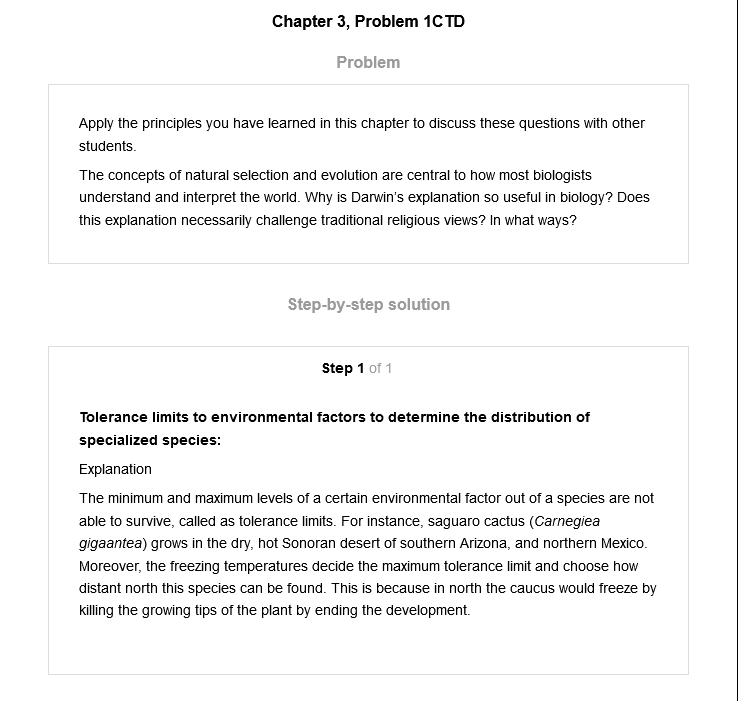 Chapter 3, Problem 1CTD
Problem
Apply the principles you have learned in this chapter to discuss these questions with other
students.
The concepts of natural selection and evolution are central to how most biologists
understand and interpret the world. Why is Darwin's explanation so useful in biology? Does
this explanation necessarily challenge traditional religious views? In what ways?
Step-by-step solution
Step 1 of 1
Tolerance limits to environmental factors to determine the distribution of
specialized species:
Explanation
The minimum and maximum levels of a certain environmental factor out of a species are not
able to survive, called as tolerance limits. For instance, saguaro cactus (Carnegiea
gigaantea) grows in the dry, hot Sonoran desert of southern Arizona, and northern Mexico.
Moreover, the freezing temperatures decide the maximum tolerance limit and choose how
distant north this species can be found. This is because in north the caucus would freeze by
killing the growing tips of the plant by ending the development.